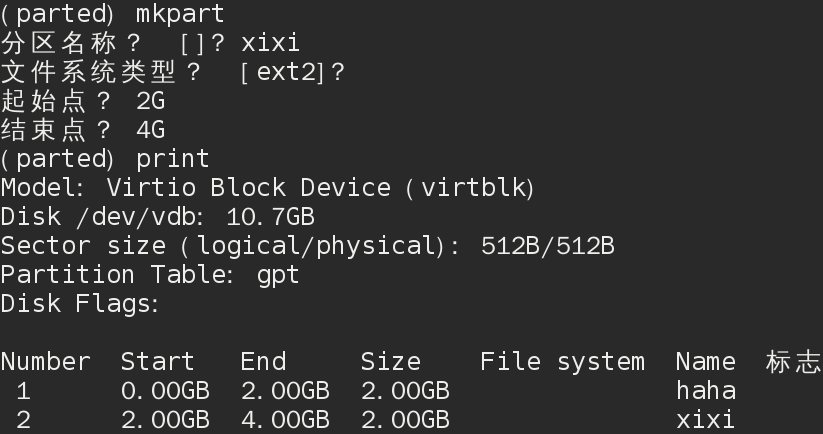 (parted) mkpart
分区名称？ []? xixi
文件系统类型？ [ext2]?
起始点？ 2G
结束点？ 4G
(parted) print
Model: Virtio Block Device (virtblk)
Disk /dev/vdb: 10.7GB
Sector size (logical/physical): 512B/512B
Partition Table: gpt
Disk Flags:
Number Start End Size File system Name 标志
1 0.00GB 2.00GB 2.00GB haha
2 2.00GB 4.00GB 2.00GB xixi